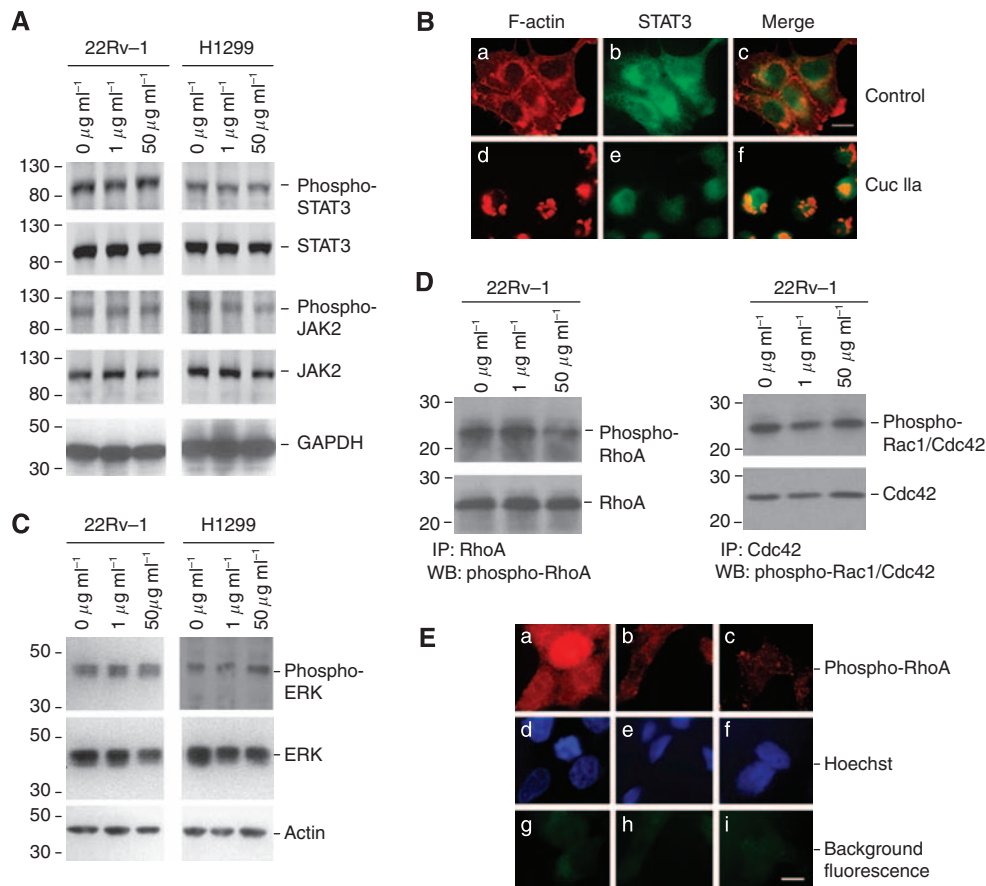 A
22Rv–1
H1299
0 µg ml⁻¹
1 µg ml⁻¹
50 µg ml⁻¹
0 µg ml⁻¹
1 µg ml⁻¹
50 µg ml⁻¹
130
80
Phospho-
STAT3
130
80
STAT3
130
80
Phospho-
JAK2
130
80
JAK2
50
30
GAPDH
B
F-actin
STAT3
Merge
a
b
c
Control
d
e
f
Cuc IIa
C
22Rv–1
H1299
0 µg ml⁻¹
1 µg ml⁻¹
50µg ml⁻¹
0 µg ml⁻¹
1 µg ml⁻¹
50 µg ml⁻¹
50
30
Phospho-
ERK
50
30
ERK
50
30
Actin
D
22Rv–1
0 µg ml⁻¹
1 µg ml⁻¹
50 µg ml⁻¹
30
20
Phospho-
RhoA
30
20
RhoA
IP: RhoA
WB: phospho-RhoA
22Rv–1
0 µg ml⁻¹
1 µg ml⁻¹
50 µg ml⁻¹
30
20
Phospho-
Rac1/Cdc42
30
20
Cdc42
IP: Cdc42
WB: phospho-Rac1/Cdc42
E
a
b
c
Phospho-RhoA
d
e
f
Hoechst
g
h
i
Background
fluorescence